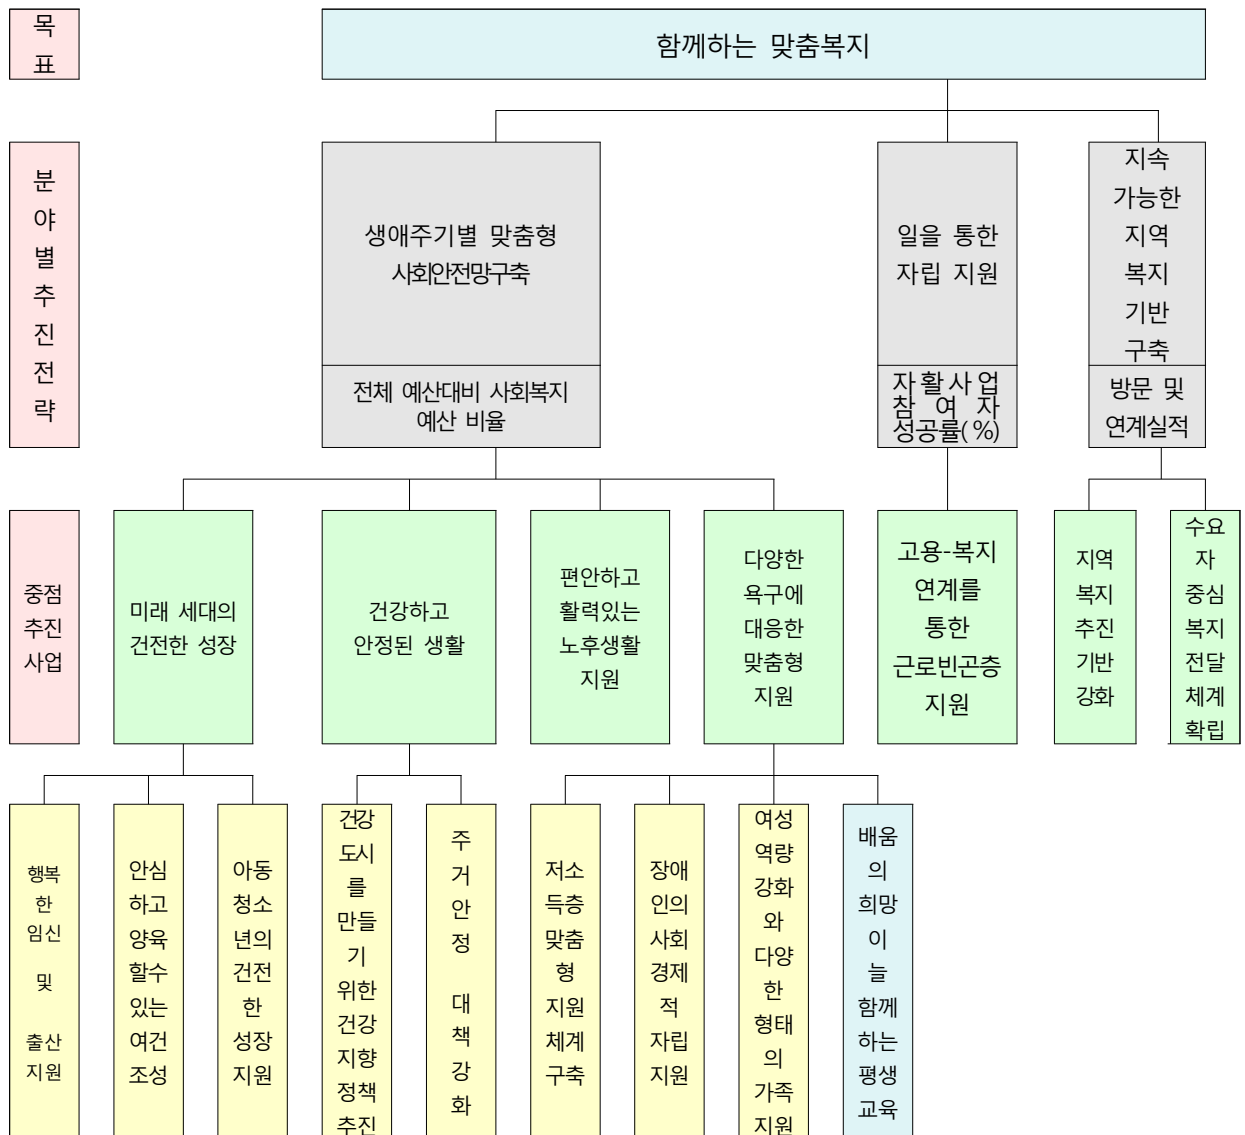 목
표
함께하는 맞춤복지
분
야
별
추
진
전
략
생애주기별 맞춤형
사회안전망구축
전체 예산대비 사회복지
예산 비율
일을 통한
자립 지원
자활사업
참 여 자
성공률(%)
지속
가능한
지역
복지
기반
구축
방문 및
연계실적
중점
추진
사업
미래 세대의
건전한 성장
건강하고
안정된 생활
편안하고
활력있는
노후생활
지원
다양한
욕구에
대응한
맞춤형
지원
고용-복지
연계를
통한
근로빈곤층
지원
지역
복지
추진
기반
강화
수요
자
중심
복지
전달
체계
확립
행복
한
임신
및
출산
지원
안심
하고
양육
할수
있는
여건
조성
아동
청소
년의
건전
한
성장
지원
건강
도시
를
만들
기
위한
건강
지향
정책
추진
주
거
안
정
대
책
강
화
저소
득층
맞춤
형
지원
체계
구축
장애
인의
사회
경제
적
자립
지원
여성
역량
강화
와
다양
한
형태
의
가족
지원
배움
의
희망
이
늘
함께
하는
평생
교육